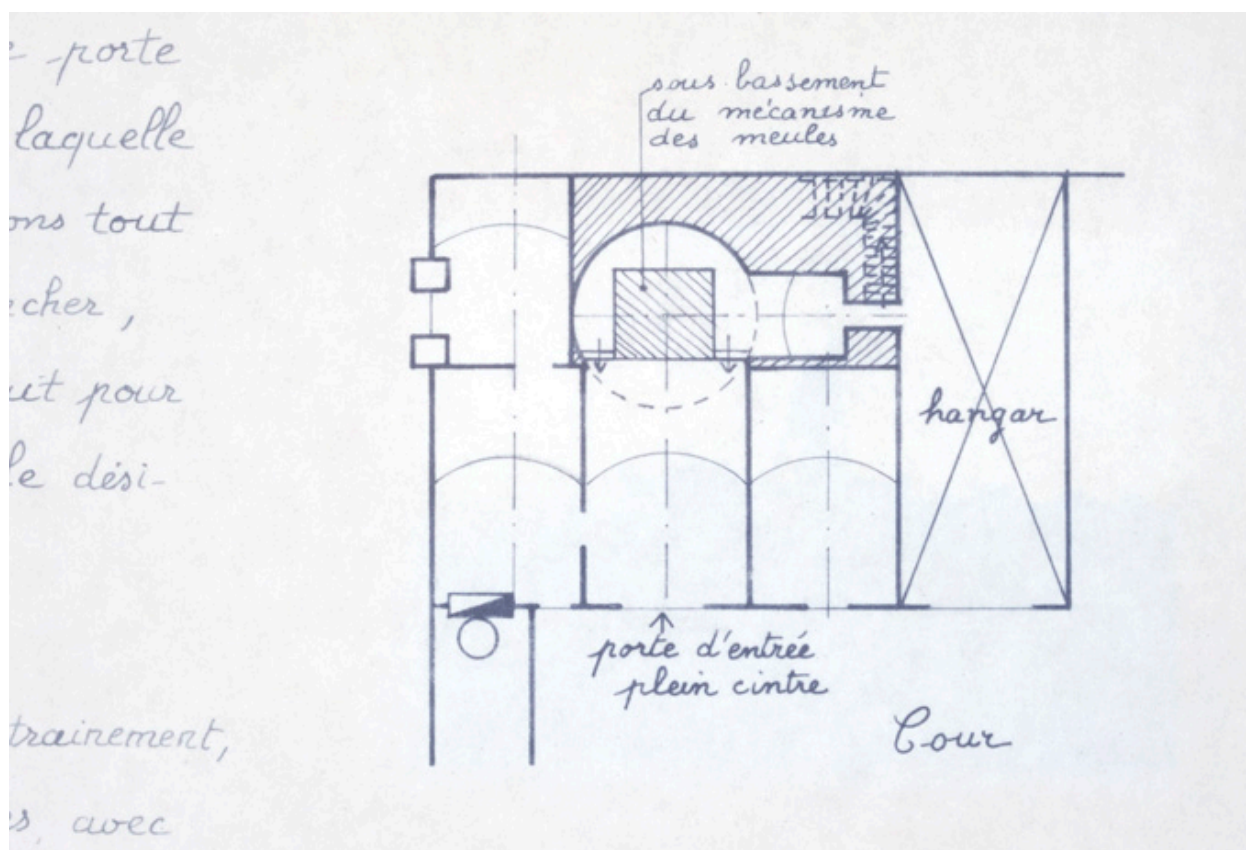 porte
laquelle
ons tout
cher,
uit pour
le dési-
trainement,
avec
sous bassement
du mécanisme
des meules
hangar
porte d'entrée
plein cintre
Cour